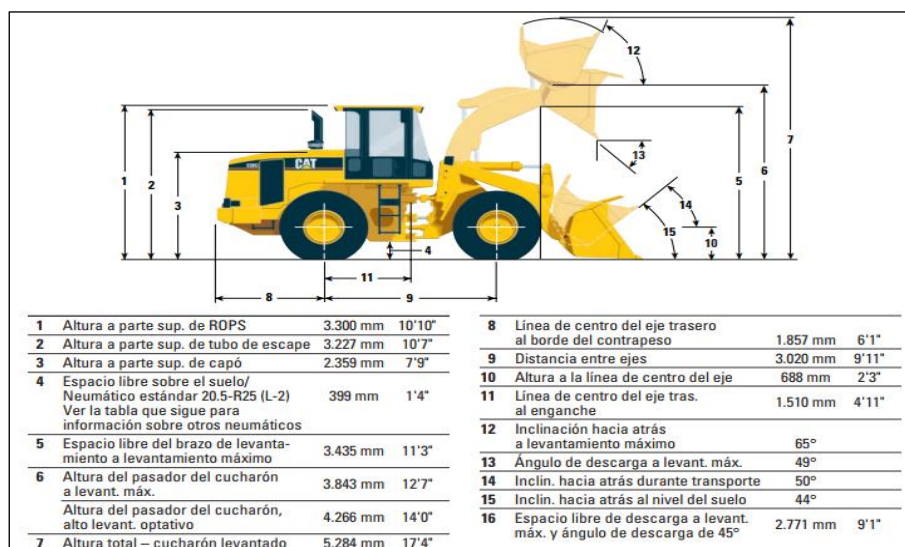 CAT
12
13
14
15
10
7
6
5
1
2
3
4
11
8
9
1 Altura a parte sup. de ROPS 3.300 mm 10'10"
2 Altura a parte sup. de tubo de escape 3.227 mm 10'7"
3 Altura a parte sup. de capó 2.359 mm 7'9"
4 Espacio libre sobre el suelo/
Neumático estándar 20.5-R25 (L-2) 399 mm 1'4"
Ver la tabla que sigue para
información sobre otros neumáticos
5 Espacio libre del brazo de levanta-
miento a levantamiento máximo 3.435 mm 11'3"
6 Altura del pasador del cucharón
a levant. máx. 3.843 mm 12'7"
Altura del pasador del cucharón,
alto levant. optativo 4.266 mm 14'0"
7 Altura total – cucharón levantado 5.284 mm 17'4"
8 Línea de centro del eje trasero
al borde del contrapeso 1.857 mm 6'1"
9 Distancia entre ejes 3.020 mm 9'11"
10 Altura a la línea de centro del eje 688 mm 2'3"
11 Línea de centro del eje tras.
al enganche 1.510 mm 4'11"
12 Inclinación hacia atrás
a levantamiento máximo 65°
13 Ángulo de descarga a levant. máx. 49°
14 Inclin. hacia atrás durante transporte 50°
15 Inclin. hacia atrás al nivel del suelo 44°
16 Espacio libre de descarga a levant.
máx. y ángulo de descarga de 45° 2.771 mm 9'1"